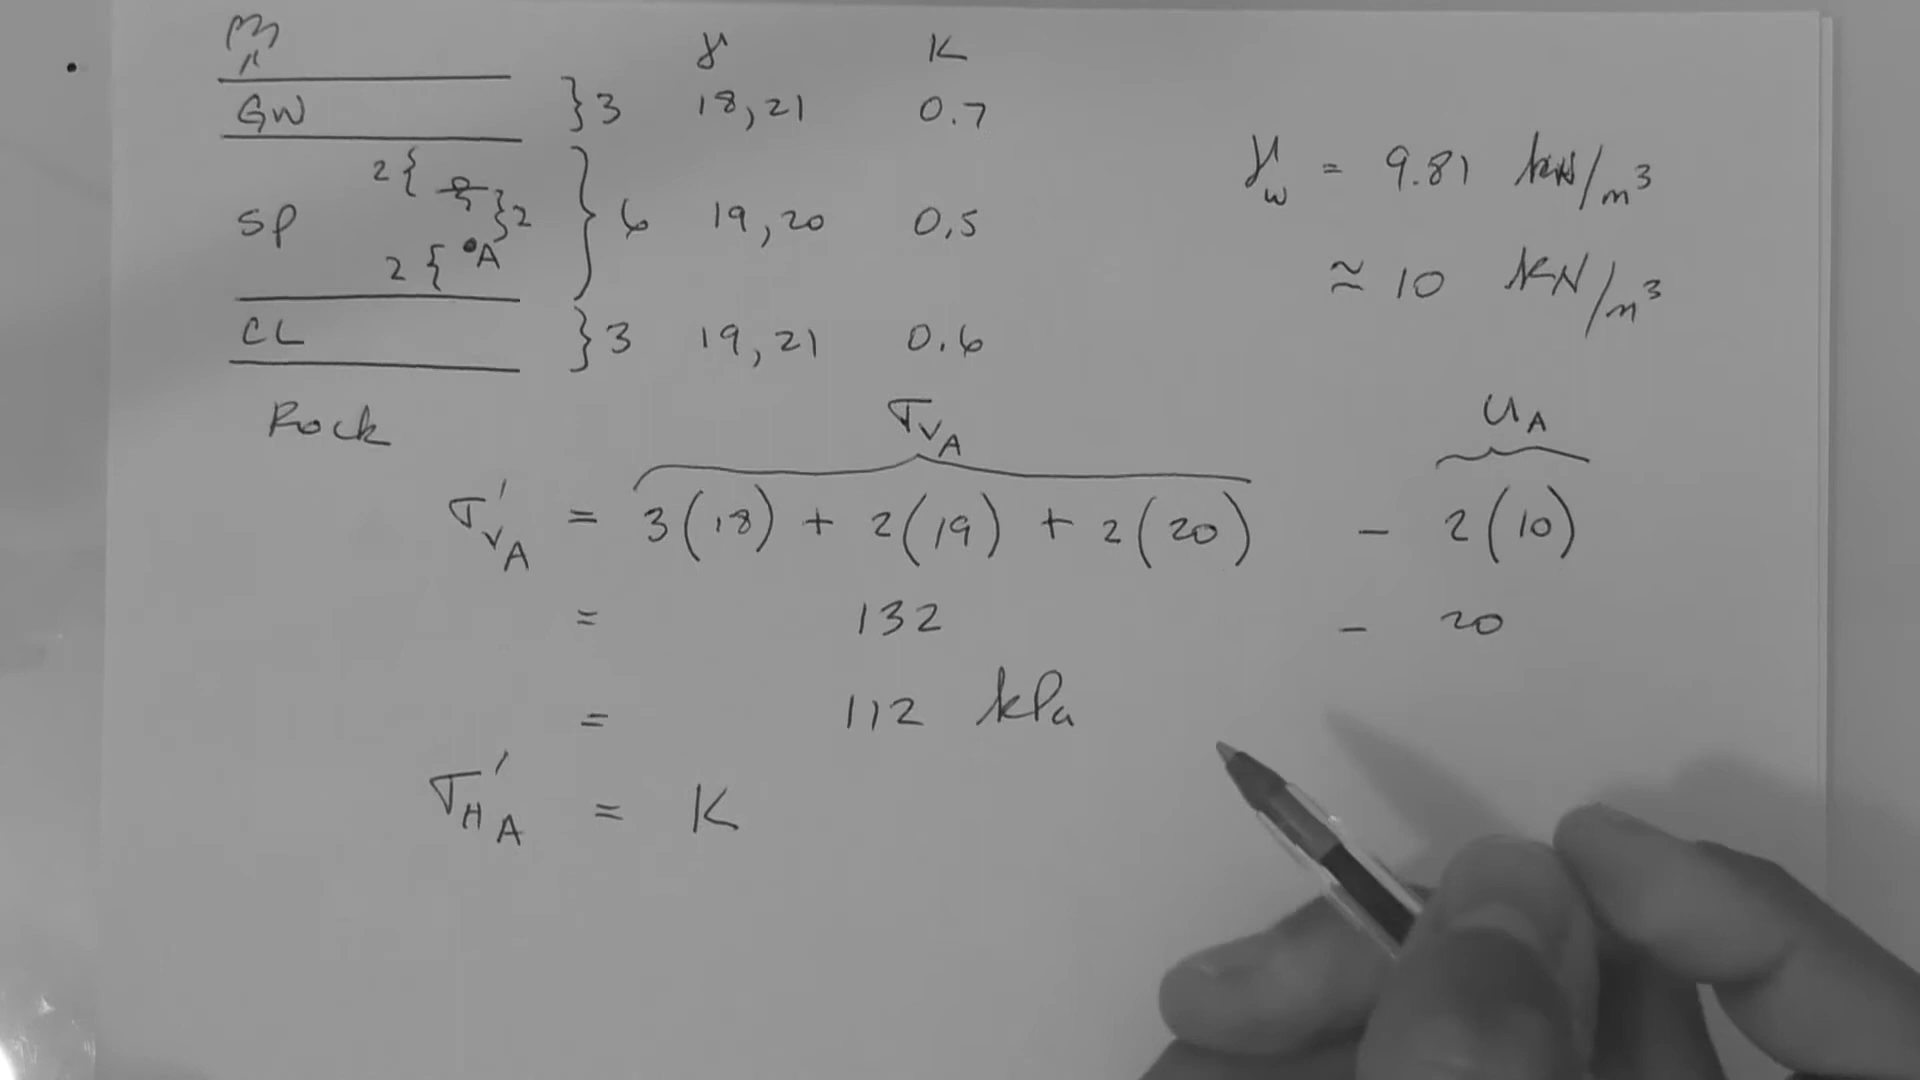 γ K
GW }3 18,21 0.7
2{
SP }2 }6 19,20 0.5
2{ •A
CL }3 19,21 0.6
Rock
γw = 9.81 kN/m³
≈ 10 kN/m³
σvA uA
σ'vA = 3(18) + 2(19) + 2(20) - 2(10)
= 132 - 20
= 112 kPa
σ'HA = K